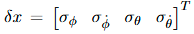 δx = [σ_ϕ σ_ϕ̇ σ_θ σ_θ̇]^T